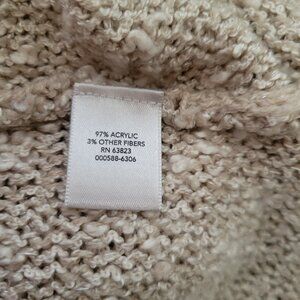 97% ACRYLIC
3% OTHER FIBERS
RN 63823
000588-6306